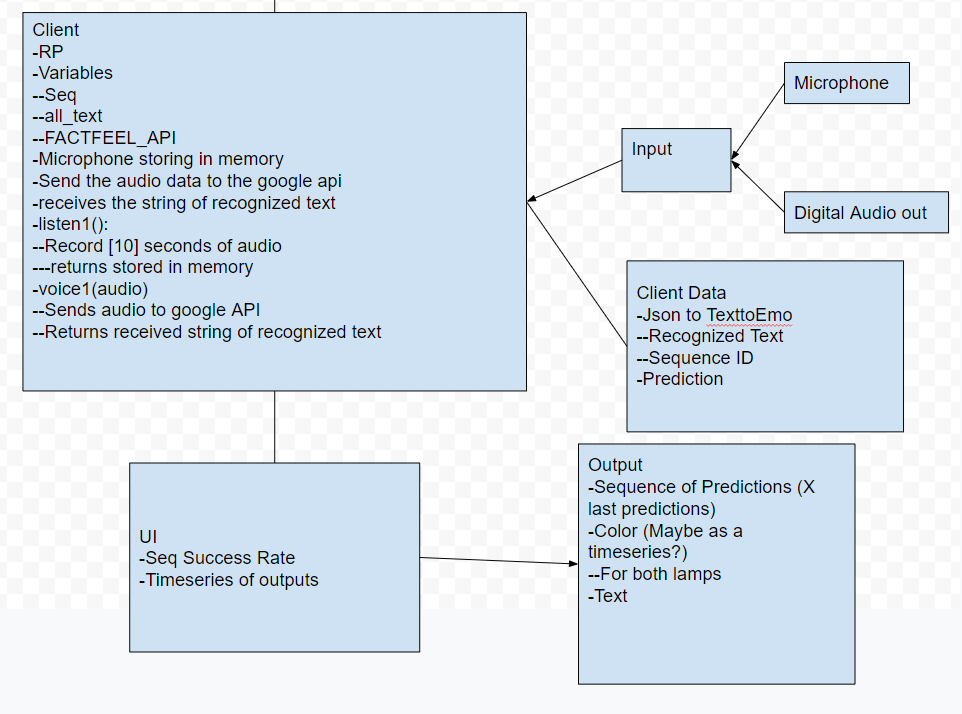 Client
-RP
-Variables
--Seq
--all_text
--FACTFEEL_API
-Microphone storing in memory
-Send the audio data to the google api
-receives the string of recognized text
-listen1():
--Record [10] seconds of audio
---returns stored in memory
-voice1(audio)
--Sends audio to google API
--Returns received string of recognized text
Microphone
Input
Digital Audio out
Client Data
-Json to TexttoEmo
--Recognized Text
--Sequence ID
-Prediction
UI
-Seq Success Rate
-Timeseries of outputs
Output
-Sequence of Predictions (X
last predictions)
-Color (Maybe as a
timeseries?)
--For both lamps
-Text